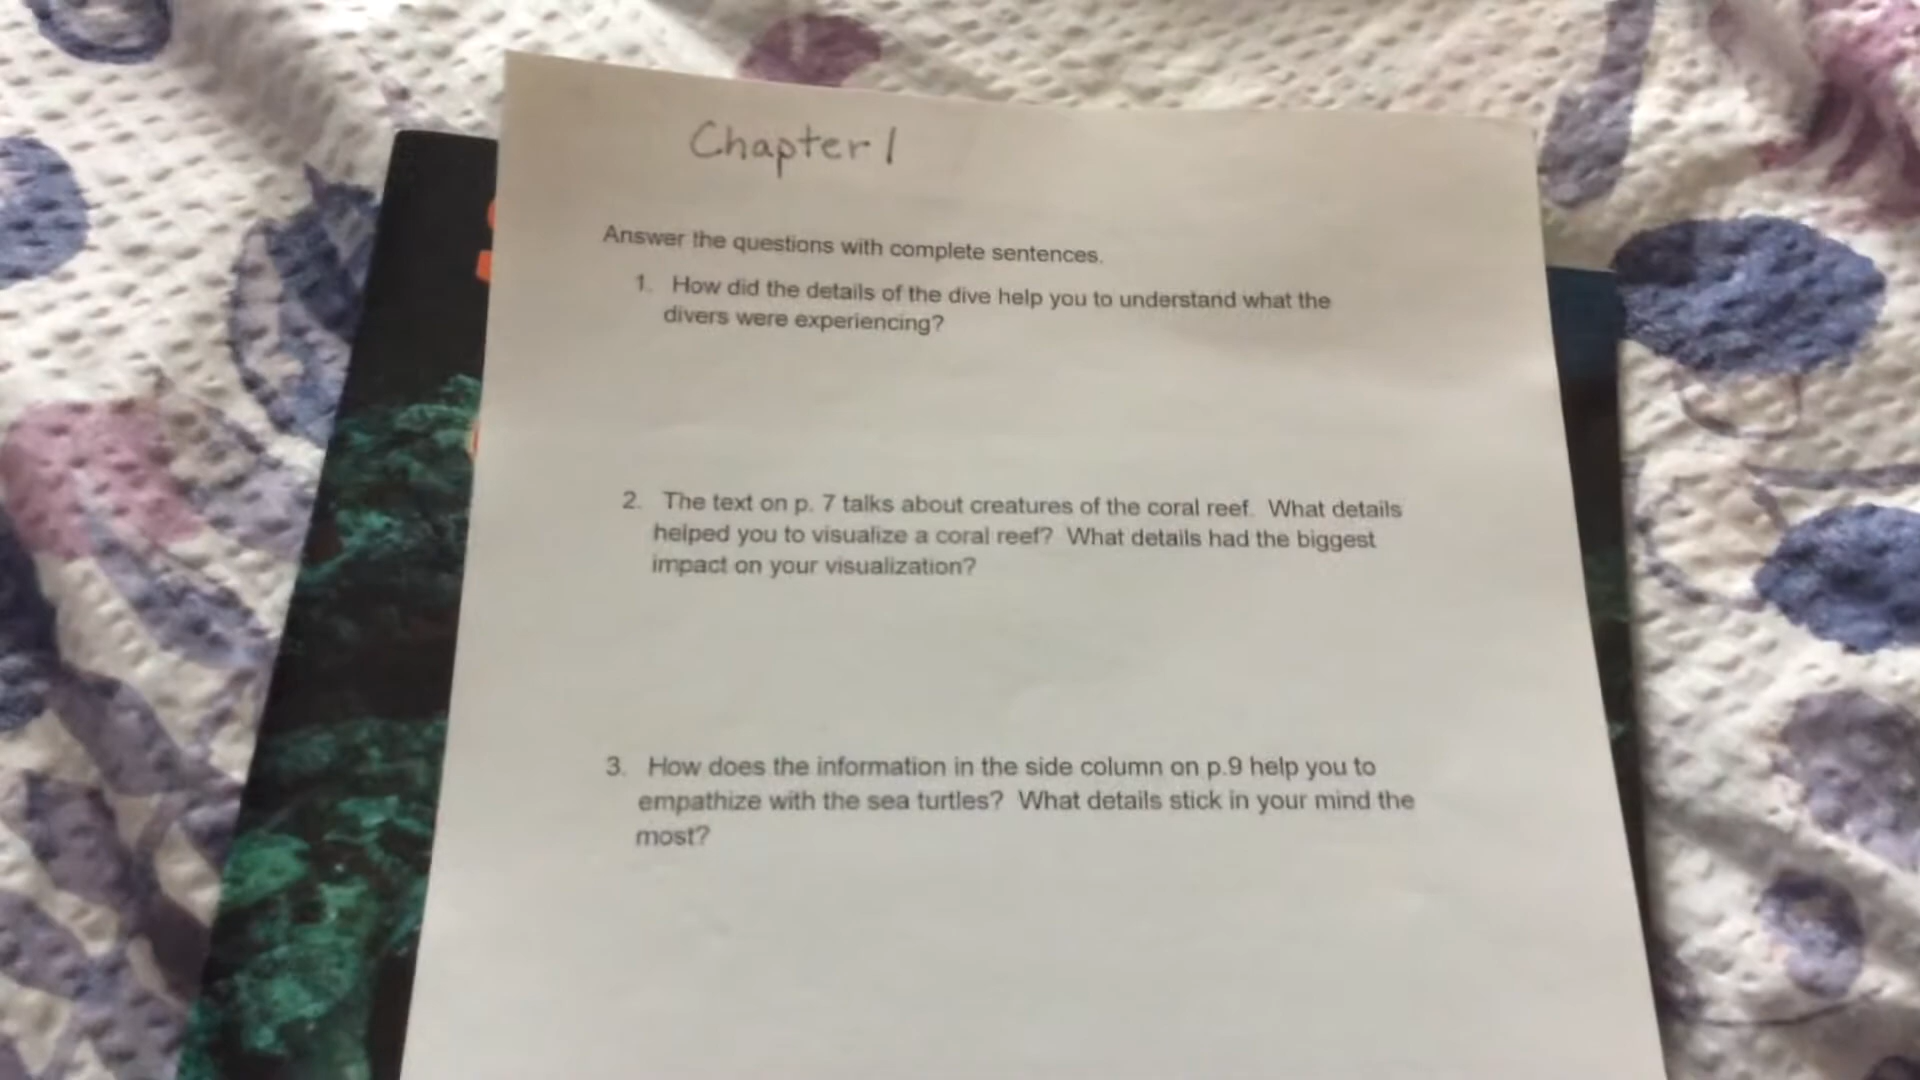 Chapter 1
Answer the questions with complete sentences.
1. How did the details of the dive help you to understand what the
divers were experiencing?
2. The text on p. 7 talks about creatures of the coral reef. What details
helped you to visualize a coral reef? What details had the biggest
impact on your visualization?
3. How does the information in the side column on p.9 help you to
empathize with the sea turtles? What details stick in your mind the
most?